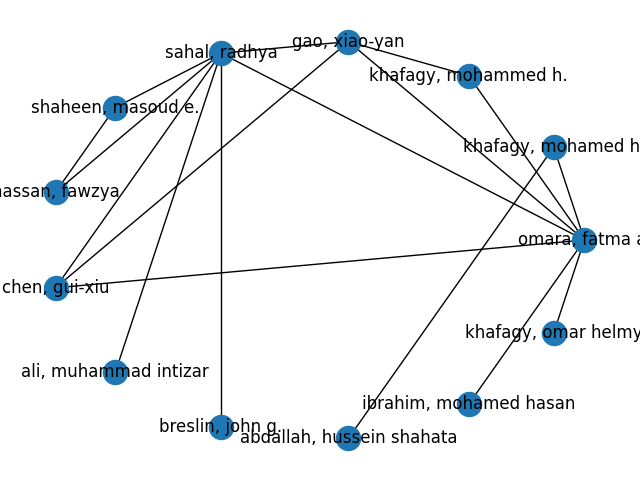 gao, xiao-yan
sahal, radhya
khafagy, mohammed h.
shaheen, masoud e.
khafagy, mohamed h
hassan, fawzya
omara, fatma a
chen, gui-xiu
khafagy, omar helmy
ali, muhammad intizar
ibrahim, mohamed hasan
breslin, john g.
abdallah, hussein shahata